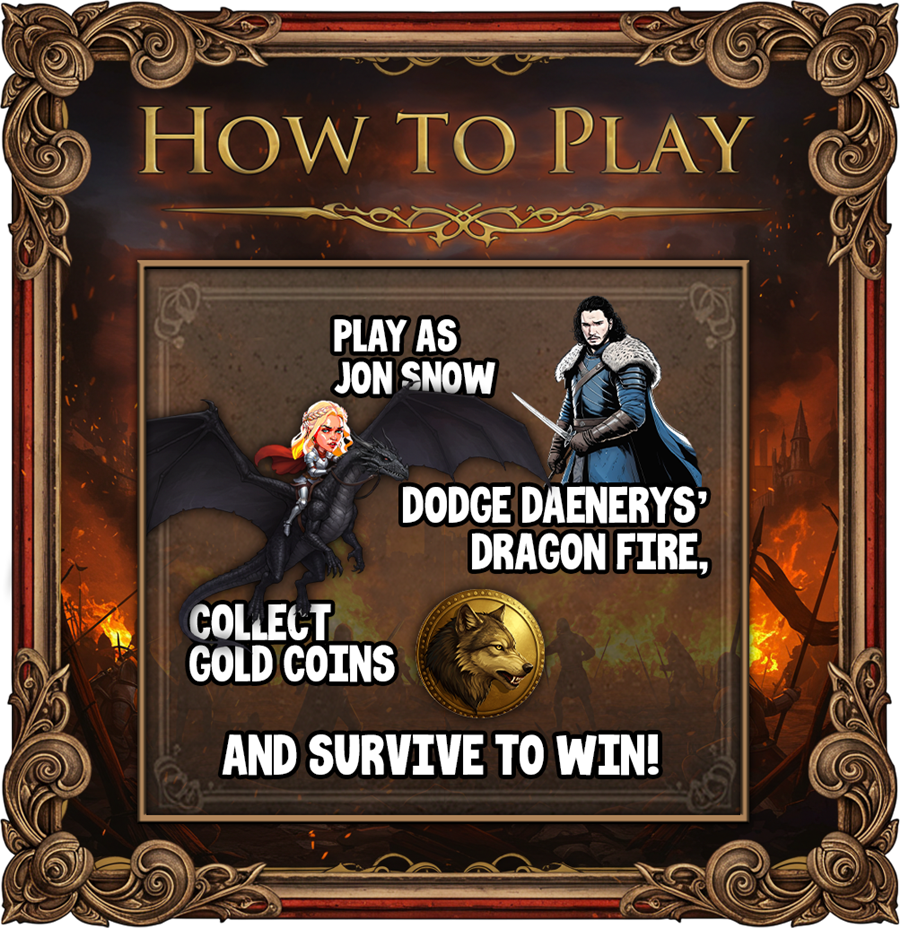 How to Play
PLAY AS
JON SNOW
DODGE DAENERYS'
DRAGON FIRE,
COLLECT
GOLD COINS
AND SURVIVE TO WIN!